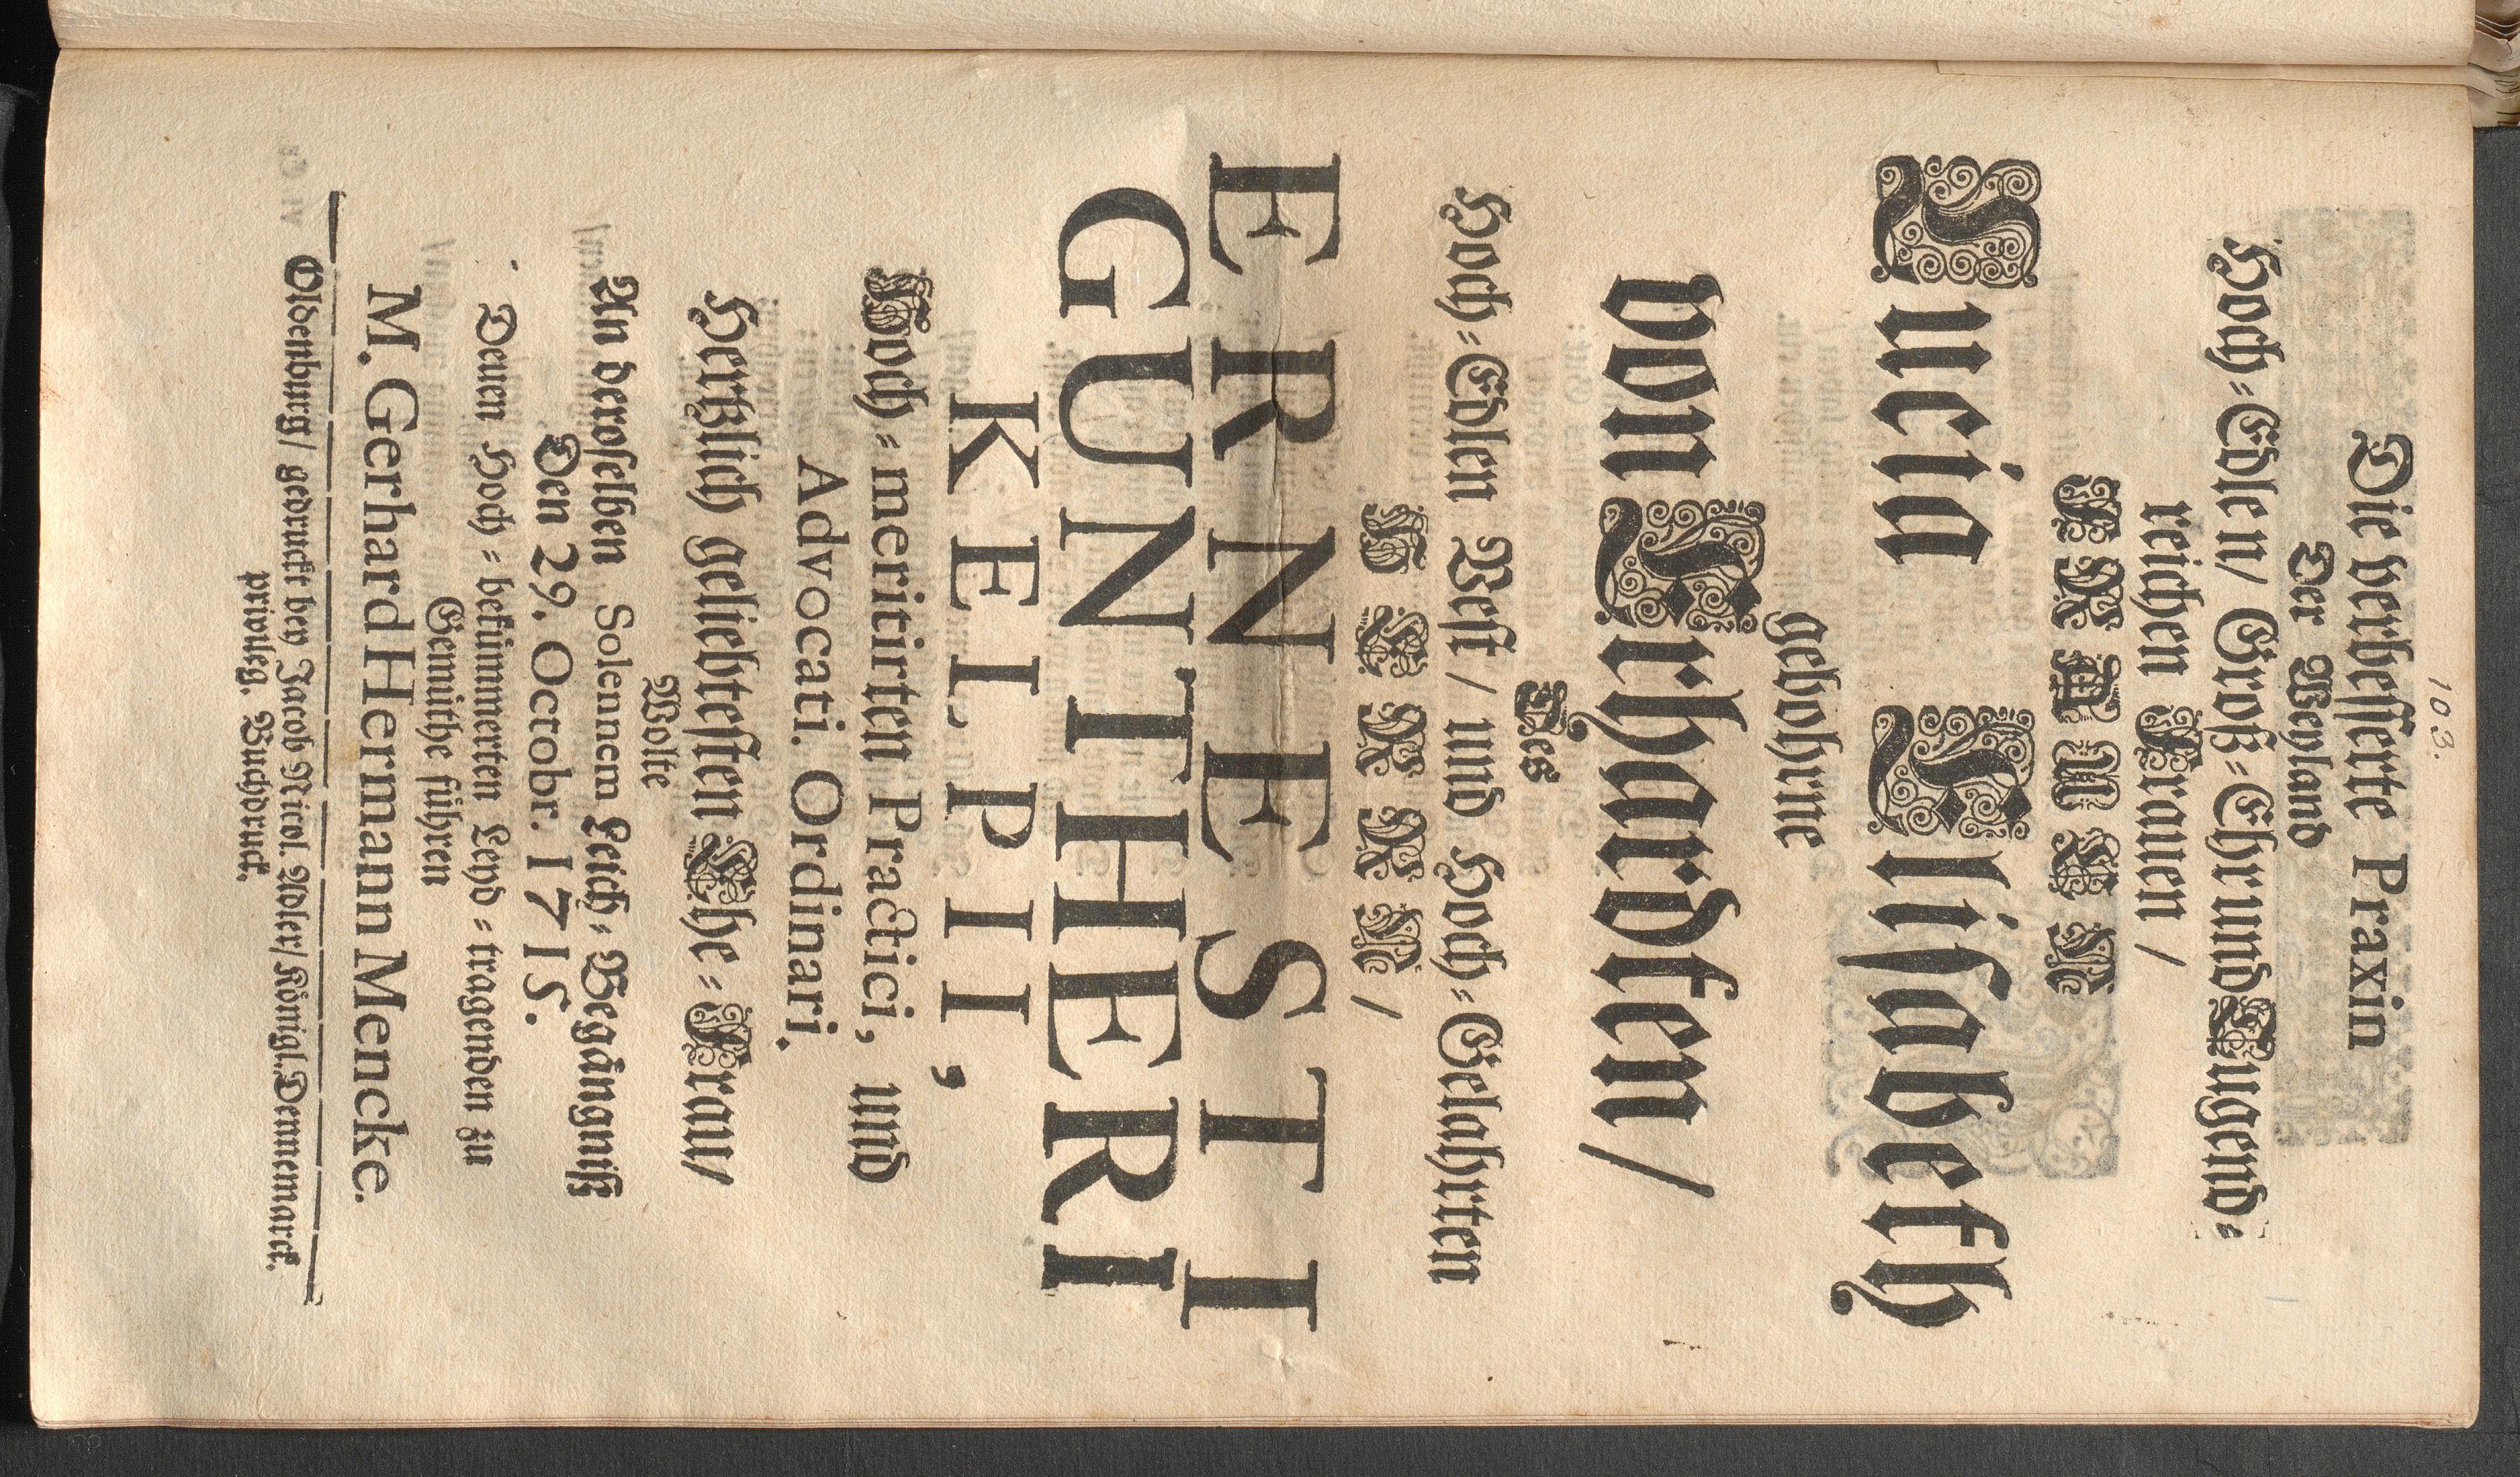 103.
Die verbesserte Praxin
Der Weyland
Hoch=Edlen/ Groß=Ehr und Tugend=
reichen Frauen /
FRAUEN
Lucia Elisabeth
gebohrne
von Erhardten /
Des
Hoch=Edlen Vest / und Hoch=Gelahrten
HERRN /
ERNESTI
GUNTHERI
KELPII,
Hoch=meritirten Practici, und
Advocati. Ordinari.
Hertzlich geliebtesten Ehe=Frau/
Wolte
An deroselben Solennem Leich=Begängniß
Den 29. Octobr. 1715.
Denen Hoch=bekümmerten Leyd=tragenden zu
Gemüthe führen
M. Gerhard Hermann Mencke.
Oldenburg/ gedruckt bey Jacob Nicol. Adler/ Königl. Dennemarck.
privileg. Buchdruck.